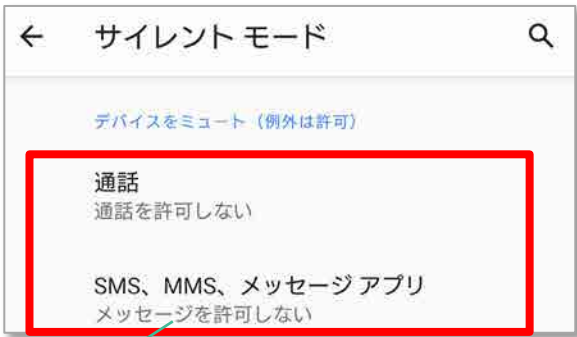 サイレント モード
デバイスをミュート（例外は許可）
通話
通話を許可しない
SMS、MMS、メッセージ アプリ
メッセージを許可しない